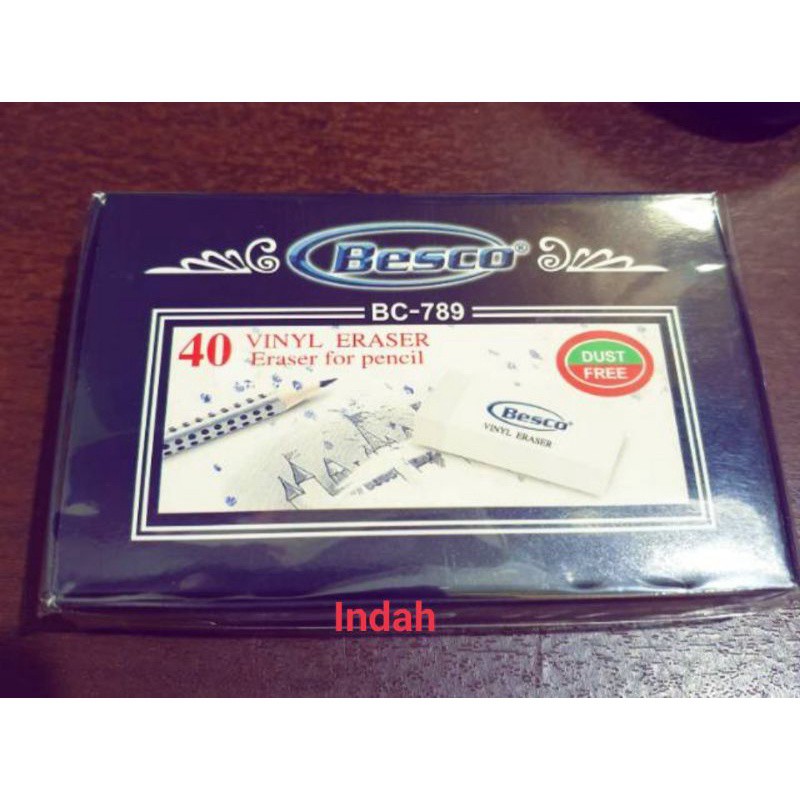 Besco®
BC-789
40 VINYL ERASER
Eraser for pencil
DUST
FREE
Besco®
VINYL ERASER
Indah